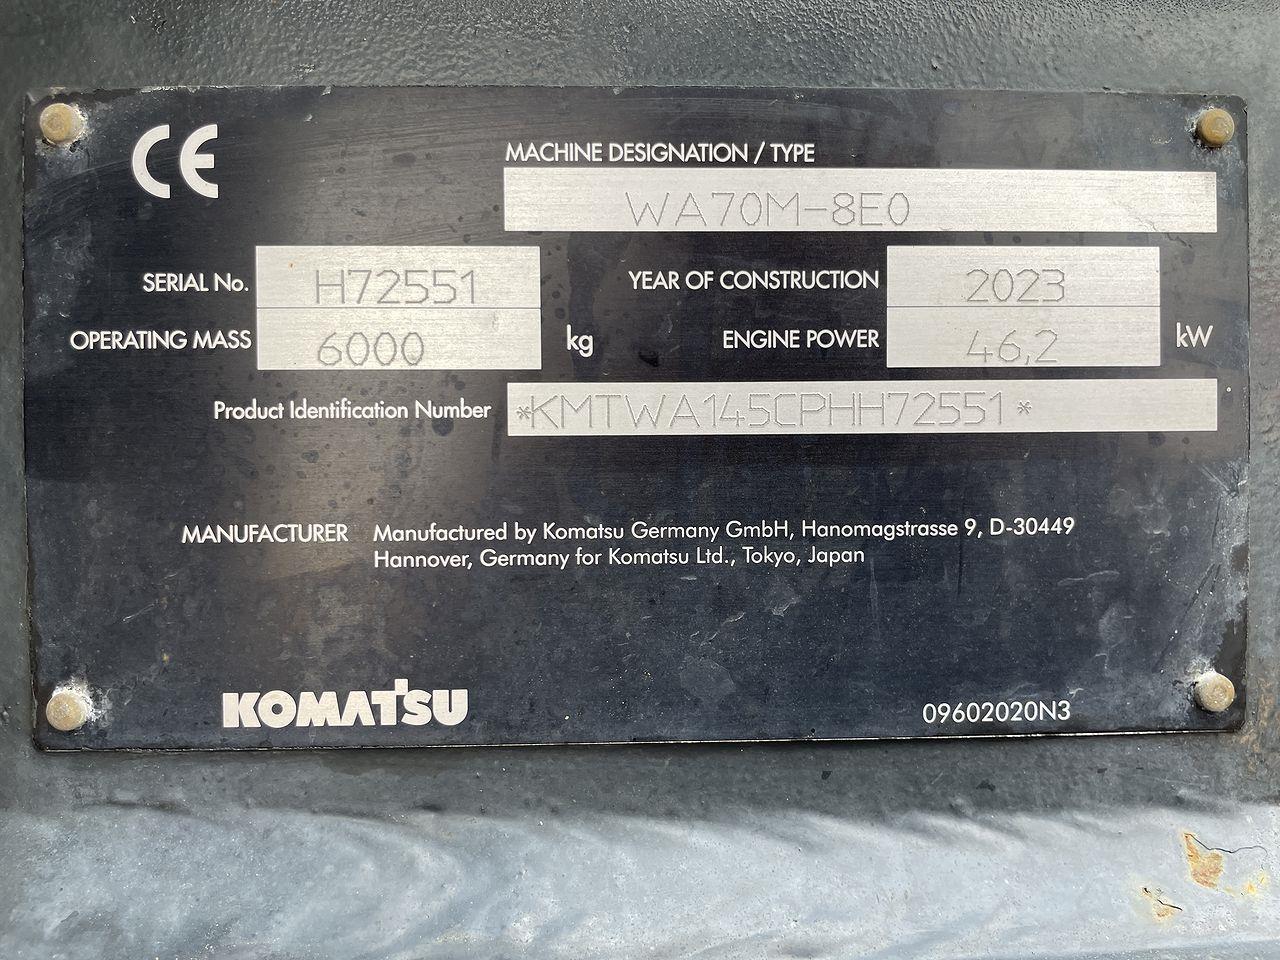 CE
MACHINE DESIGNATION / TYPE
WA70M-8E0
SERIAL No. H72551 YEAR OF CONSTRUCTION 2023
OPERATING MASS 6000 kg ENGINE POWER 46,2 kW
Product Identification Number *KMTWA145CPHH72551*
MANUFACTURER Manufactured by Komatsu Germany GmbH, Hanomagstrasse 9, D-30449
Hannover, Germany for Komatsu Ltd., Tokyo, Japan
KOMATSU 09602020N3